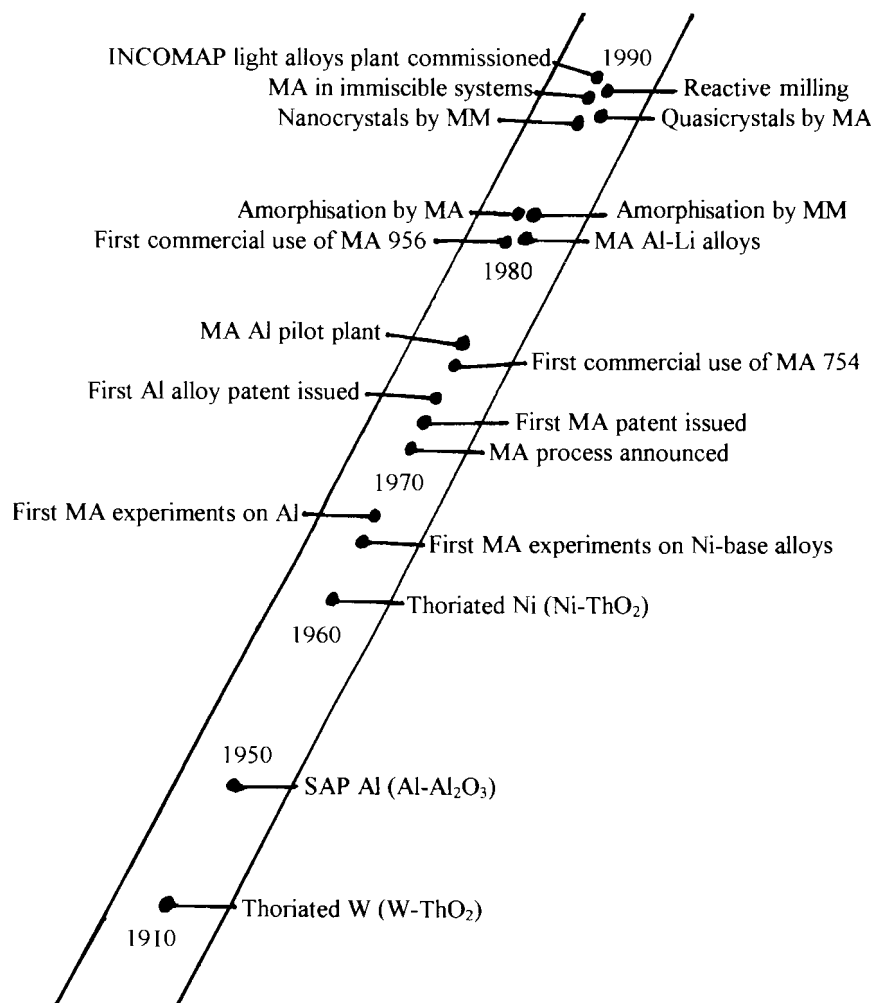 INCOMAP light alloys plant commissioned
1990
MA in immiscible systems
Reactive milling
Nanocrystals by MM
Quasicrystals by MA
Amorphisation by MA
Amorphisation by MM
First commercial use of MA 956
MA Al-Li alloys
1980
MA Al pilot plant
First commercial use of MA 754
First Al alloy patent issued
First MA patent issued
MA process announced
1970
First MA experiments on Al
First MA experiments on Ni-base alloys
Thoriated Ni (Ni-ThO₂)
1960
1950
SAP Al (Al-Al₂O₃)
Thoriated W (W-ThO₂)
1910